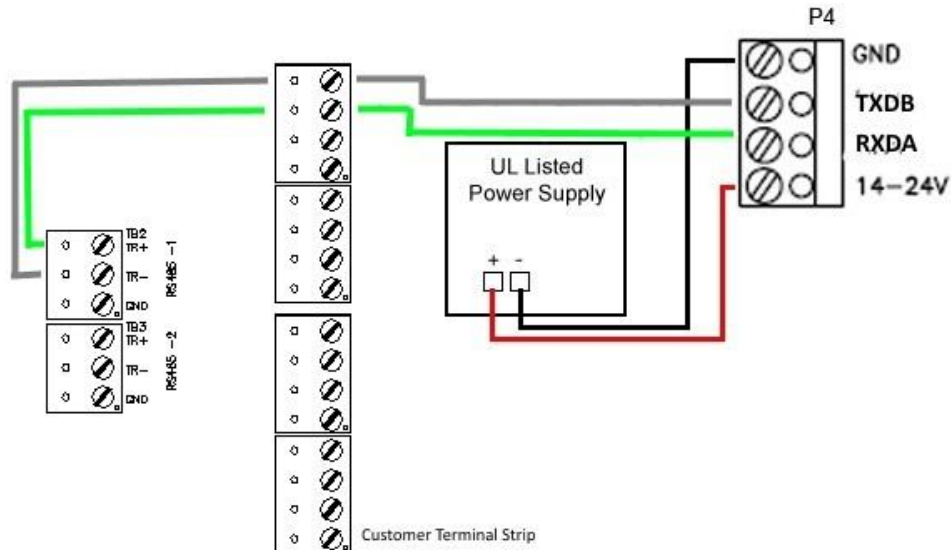 P4
GND
TXDB
RXDA
14-24V
UL Listed
Power Supply
+ -
TB2
TR+
TR-
GND
RS485-1
TB3
TR+
TR-
GND
RS485-2
Customer Terminal Strip